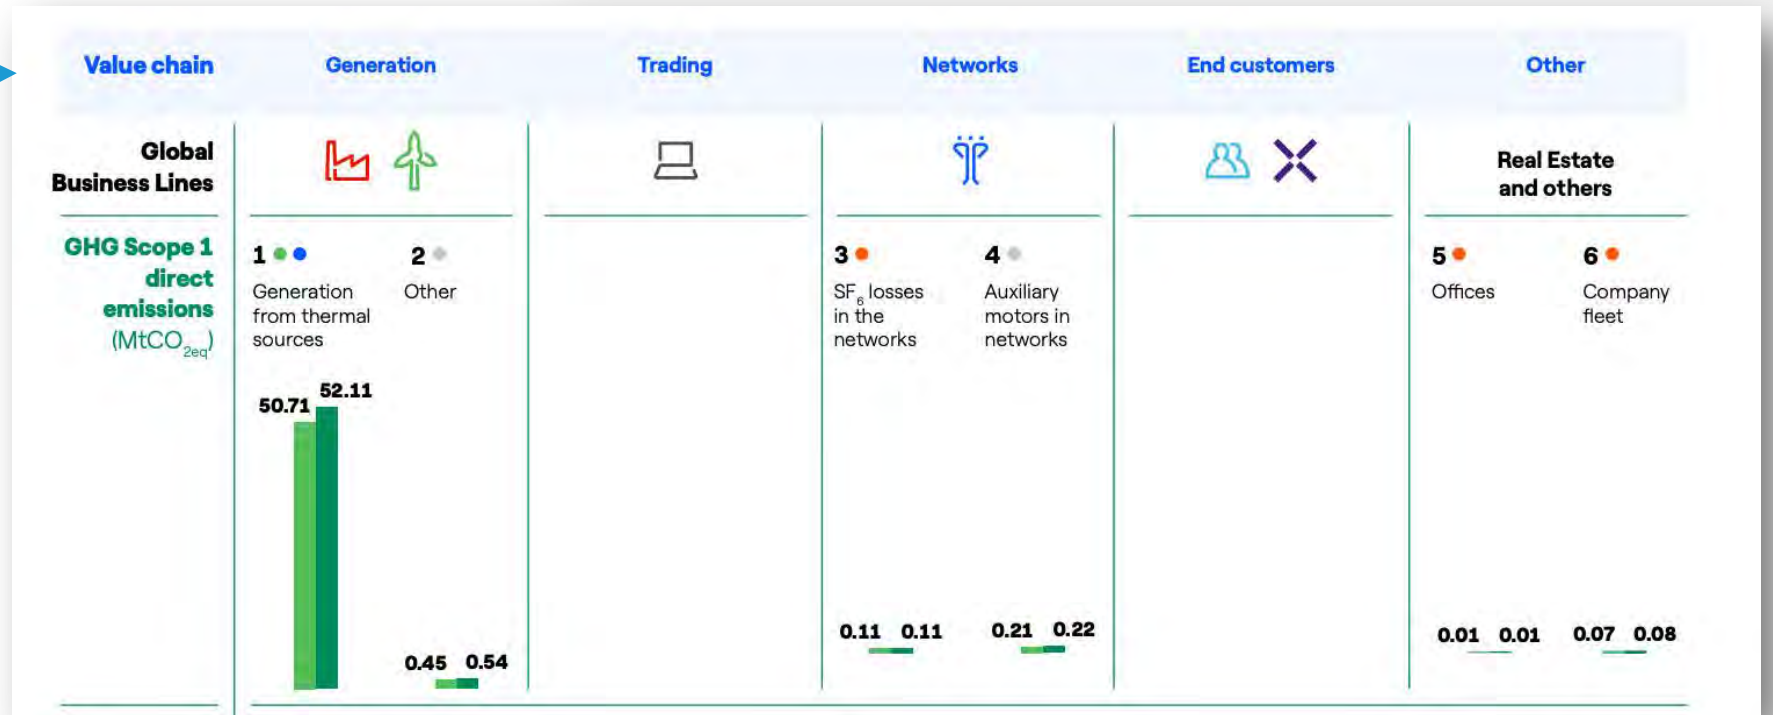 Value chain
Generation
Trading
Networks
End customers
Other
Global
Business Lines
Real Estate
and others
GHG Scope 1
direct
emissions
(MtCO2eq)
1
Generation
from thermal
sources
2
Other
3
SF6 losses
in the
networks
4
Auxiliary
motors in
networks
5
Offices
6
Company
fleet
50.71
52.11
0.45 0.54
0.11 0.11
0.21 0.22
0.01 0.01
0.07 0.08